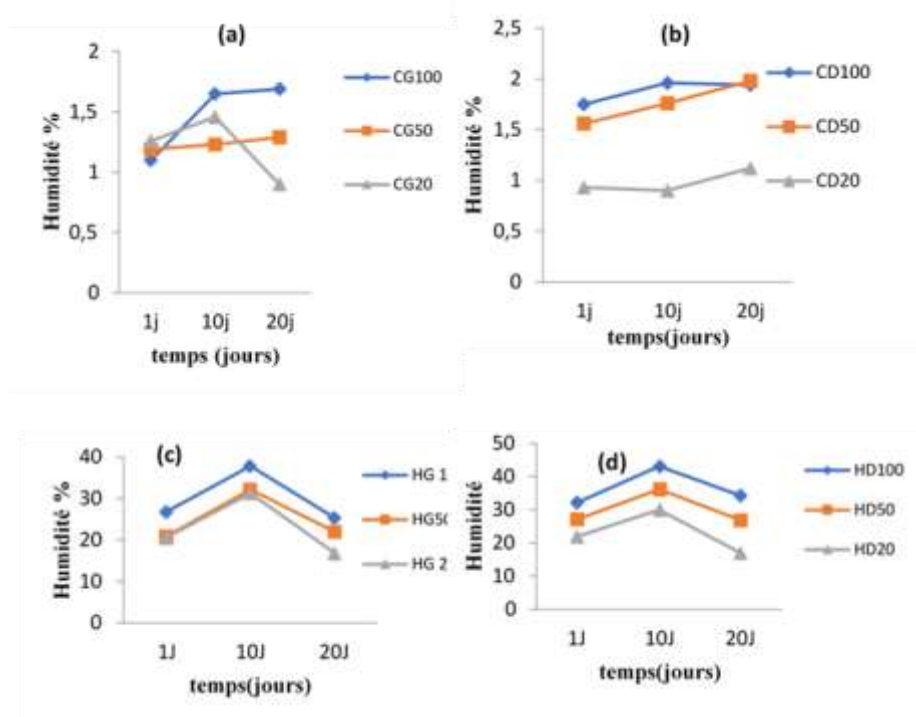 (a)
2
1,5
1
0,5
0
Humidité %
1j 10j 20j
temps (jours)
CG100
CG50
CG20
(b)
2,5
2
1,5
1
0,5
0
Humidité %
1j 10j 20j
temps(jours)
CD100
CD50
CD20
(c)
40
30
20
10
0
Humidité %
1J 10J 20J
temps(jours)
HG 1
HG50
HG 2
(d)
50
40
30
20
10
0
Humidité
1J 10J 20J
temps(jours)
HD100
HD50
HD20